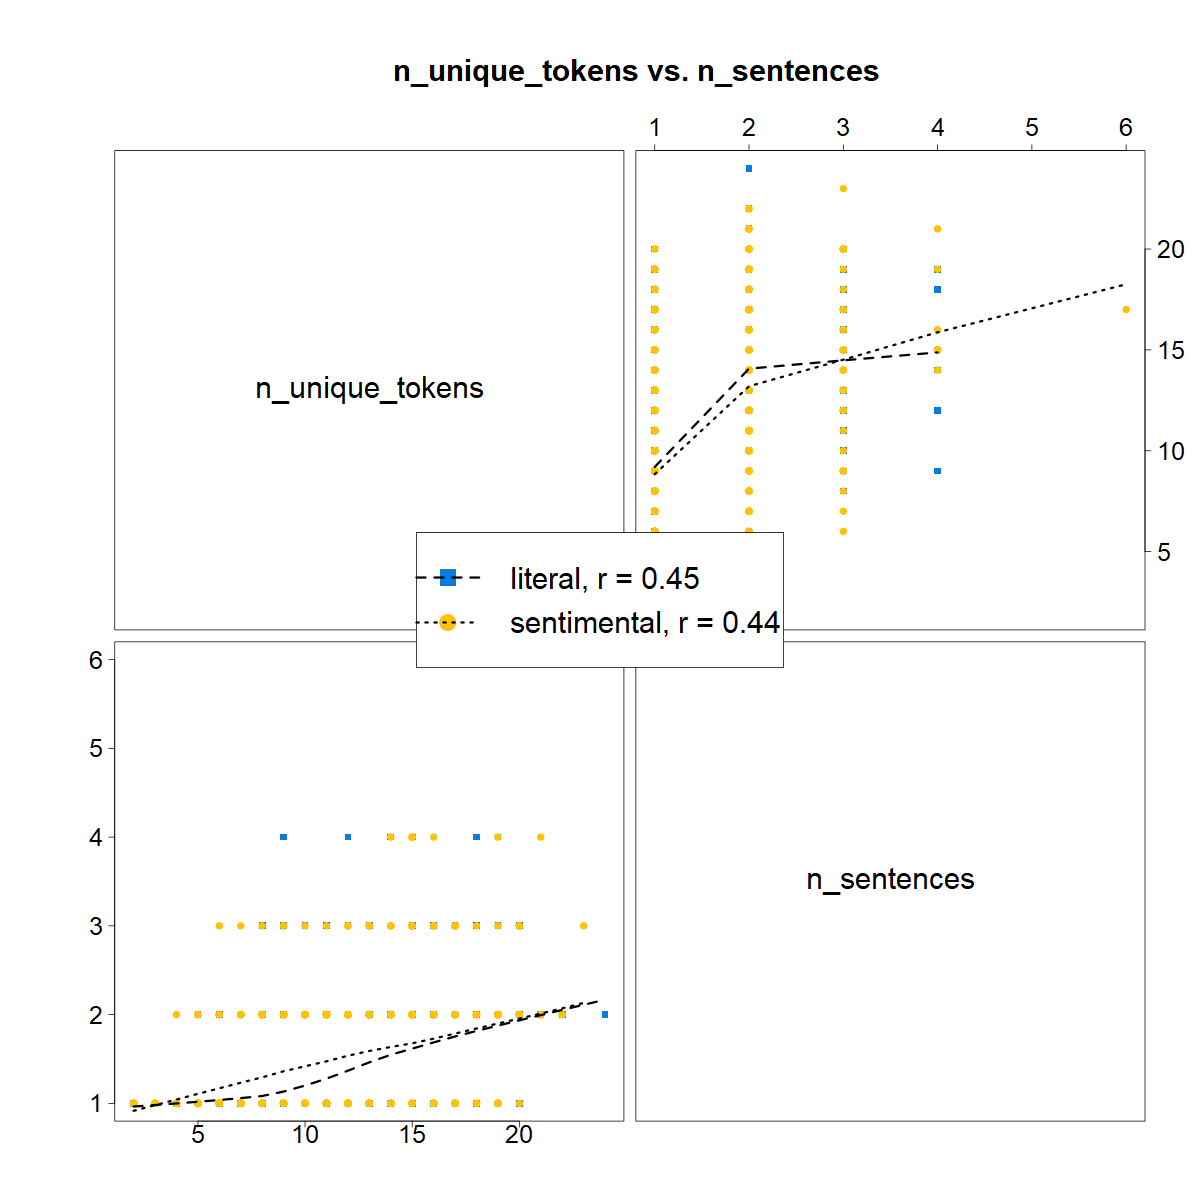 n_unique_tokens vs. n_sentences
1 2 3 4 5 6
n_unique_tokens
20
15
10
5
literal, r = 0.45
sentimental, r = 0.44
6
5
4
3
2
1
n_sentences
5 10 15 20